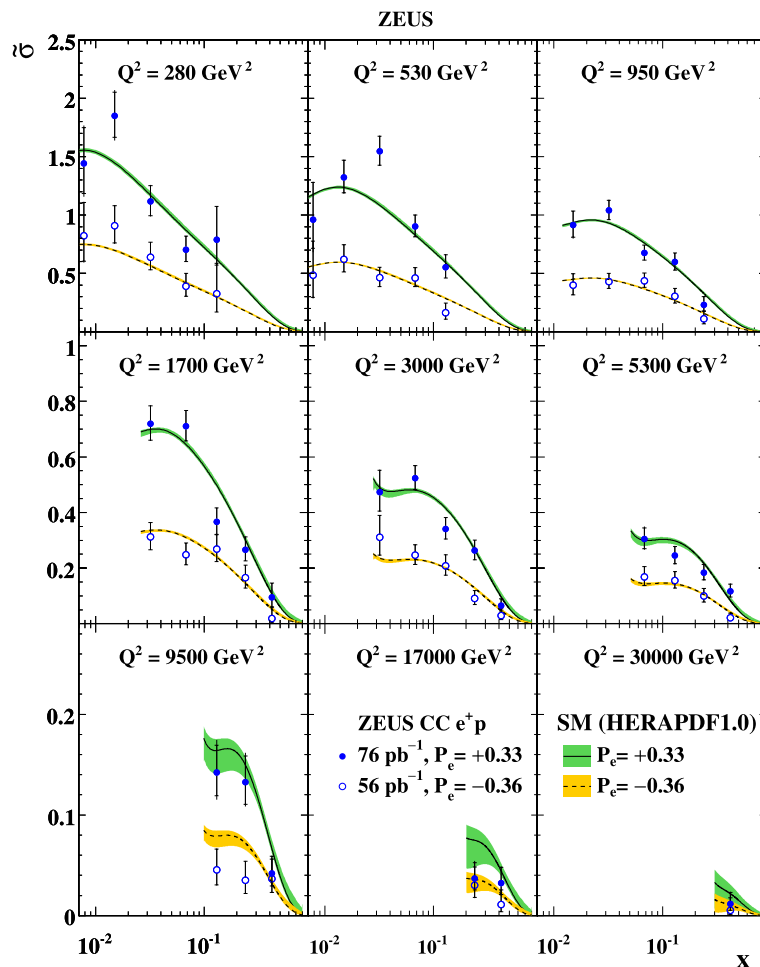 ZEUS
σ̃
2.5
Q² = 280 GeV²
Q² = 530 GeV²
Q² = 950 GeV²
2
1.5
1
0.5
1
Q² = 1700 GeV²
Q² = 3000 GeV²
Q² = 5300 GeV²
0.8
0.6
0.4
0.2
Q² = 9500 GeV²
Q² = 17000 GeV²
Q² = 30000 GeV²
0.2
ZEUS CC e⁺p
SM (HERAPDF1.0)
76 pb⁻¹, Pₑ= +0.33
Pₑ= +0.33
56 pb⁻¹, Pₑ= −0.36
Pₑ= −0.36
0.1
0
10⁻² 10⁻¹ 10⁻² 10⁻¹ 10⁻² 10⁻¹ x